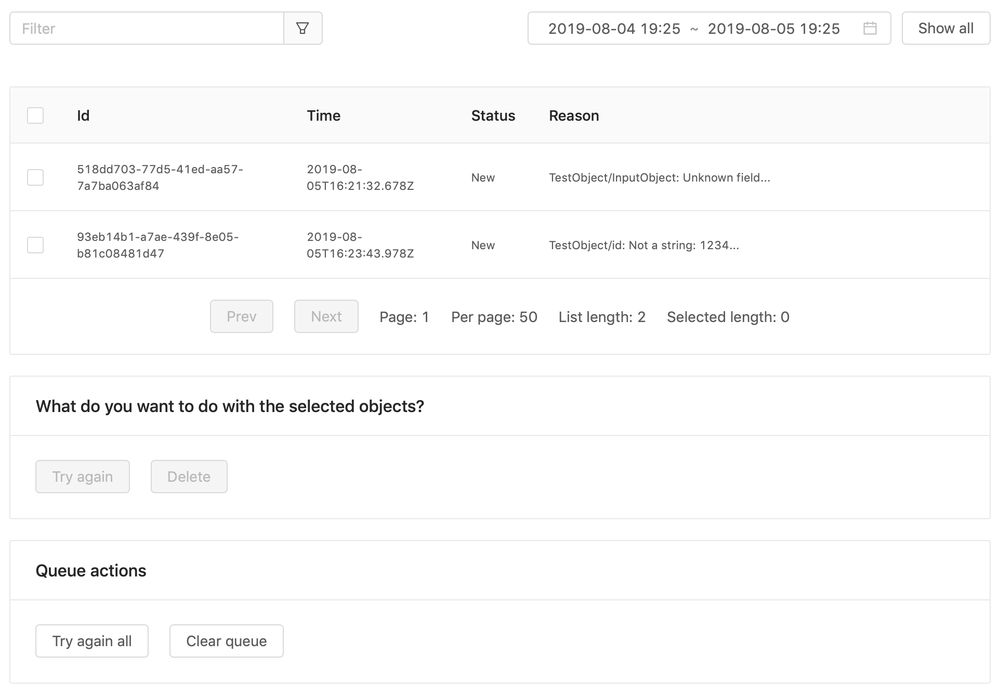 Filter
2019-08-04 19:25 ~ 2019-08-05 19:25
Show all
Id Time Status Reason
518dd703-77d5-41ed-aa57-
7a7ba063af84
2019-08-
05T16:21:32.678Z
New
TestObject/InputObject: Unknown field...
93eb14b1-a7ae-439f-8e05-
b81c08481d47
2019-08-
05T16:23:43.978Z
New
TestObject/id: Not a string: 1234...
Prev Next Page: 1 Per page: 50 List length: 2 Selected length: 0
What do you want to do with the selected objects?
Try again Delete
Queue actions
Try again all Clear queue